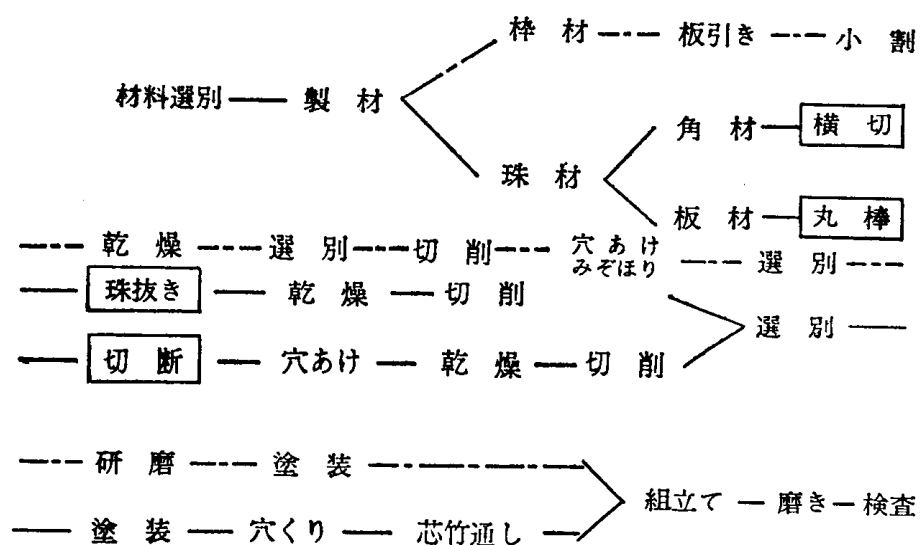 枠材 板引き 小割
材料選別 製材
角材 横切
珠材
板材 丸棒
乾燥 選別 切削 穴あけ みぞほり 選別
珠抜き 乾燥 切削
選別
切断 穴あけ 乾燥 切削
研磨 塗装
組立て 磨き 検査
塗装 穴くり 芯竹通し